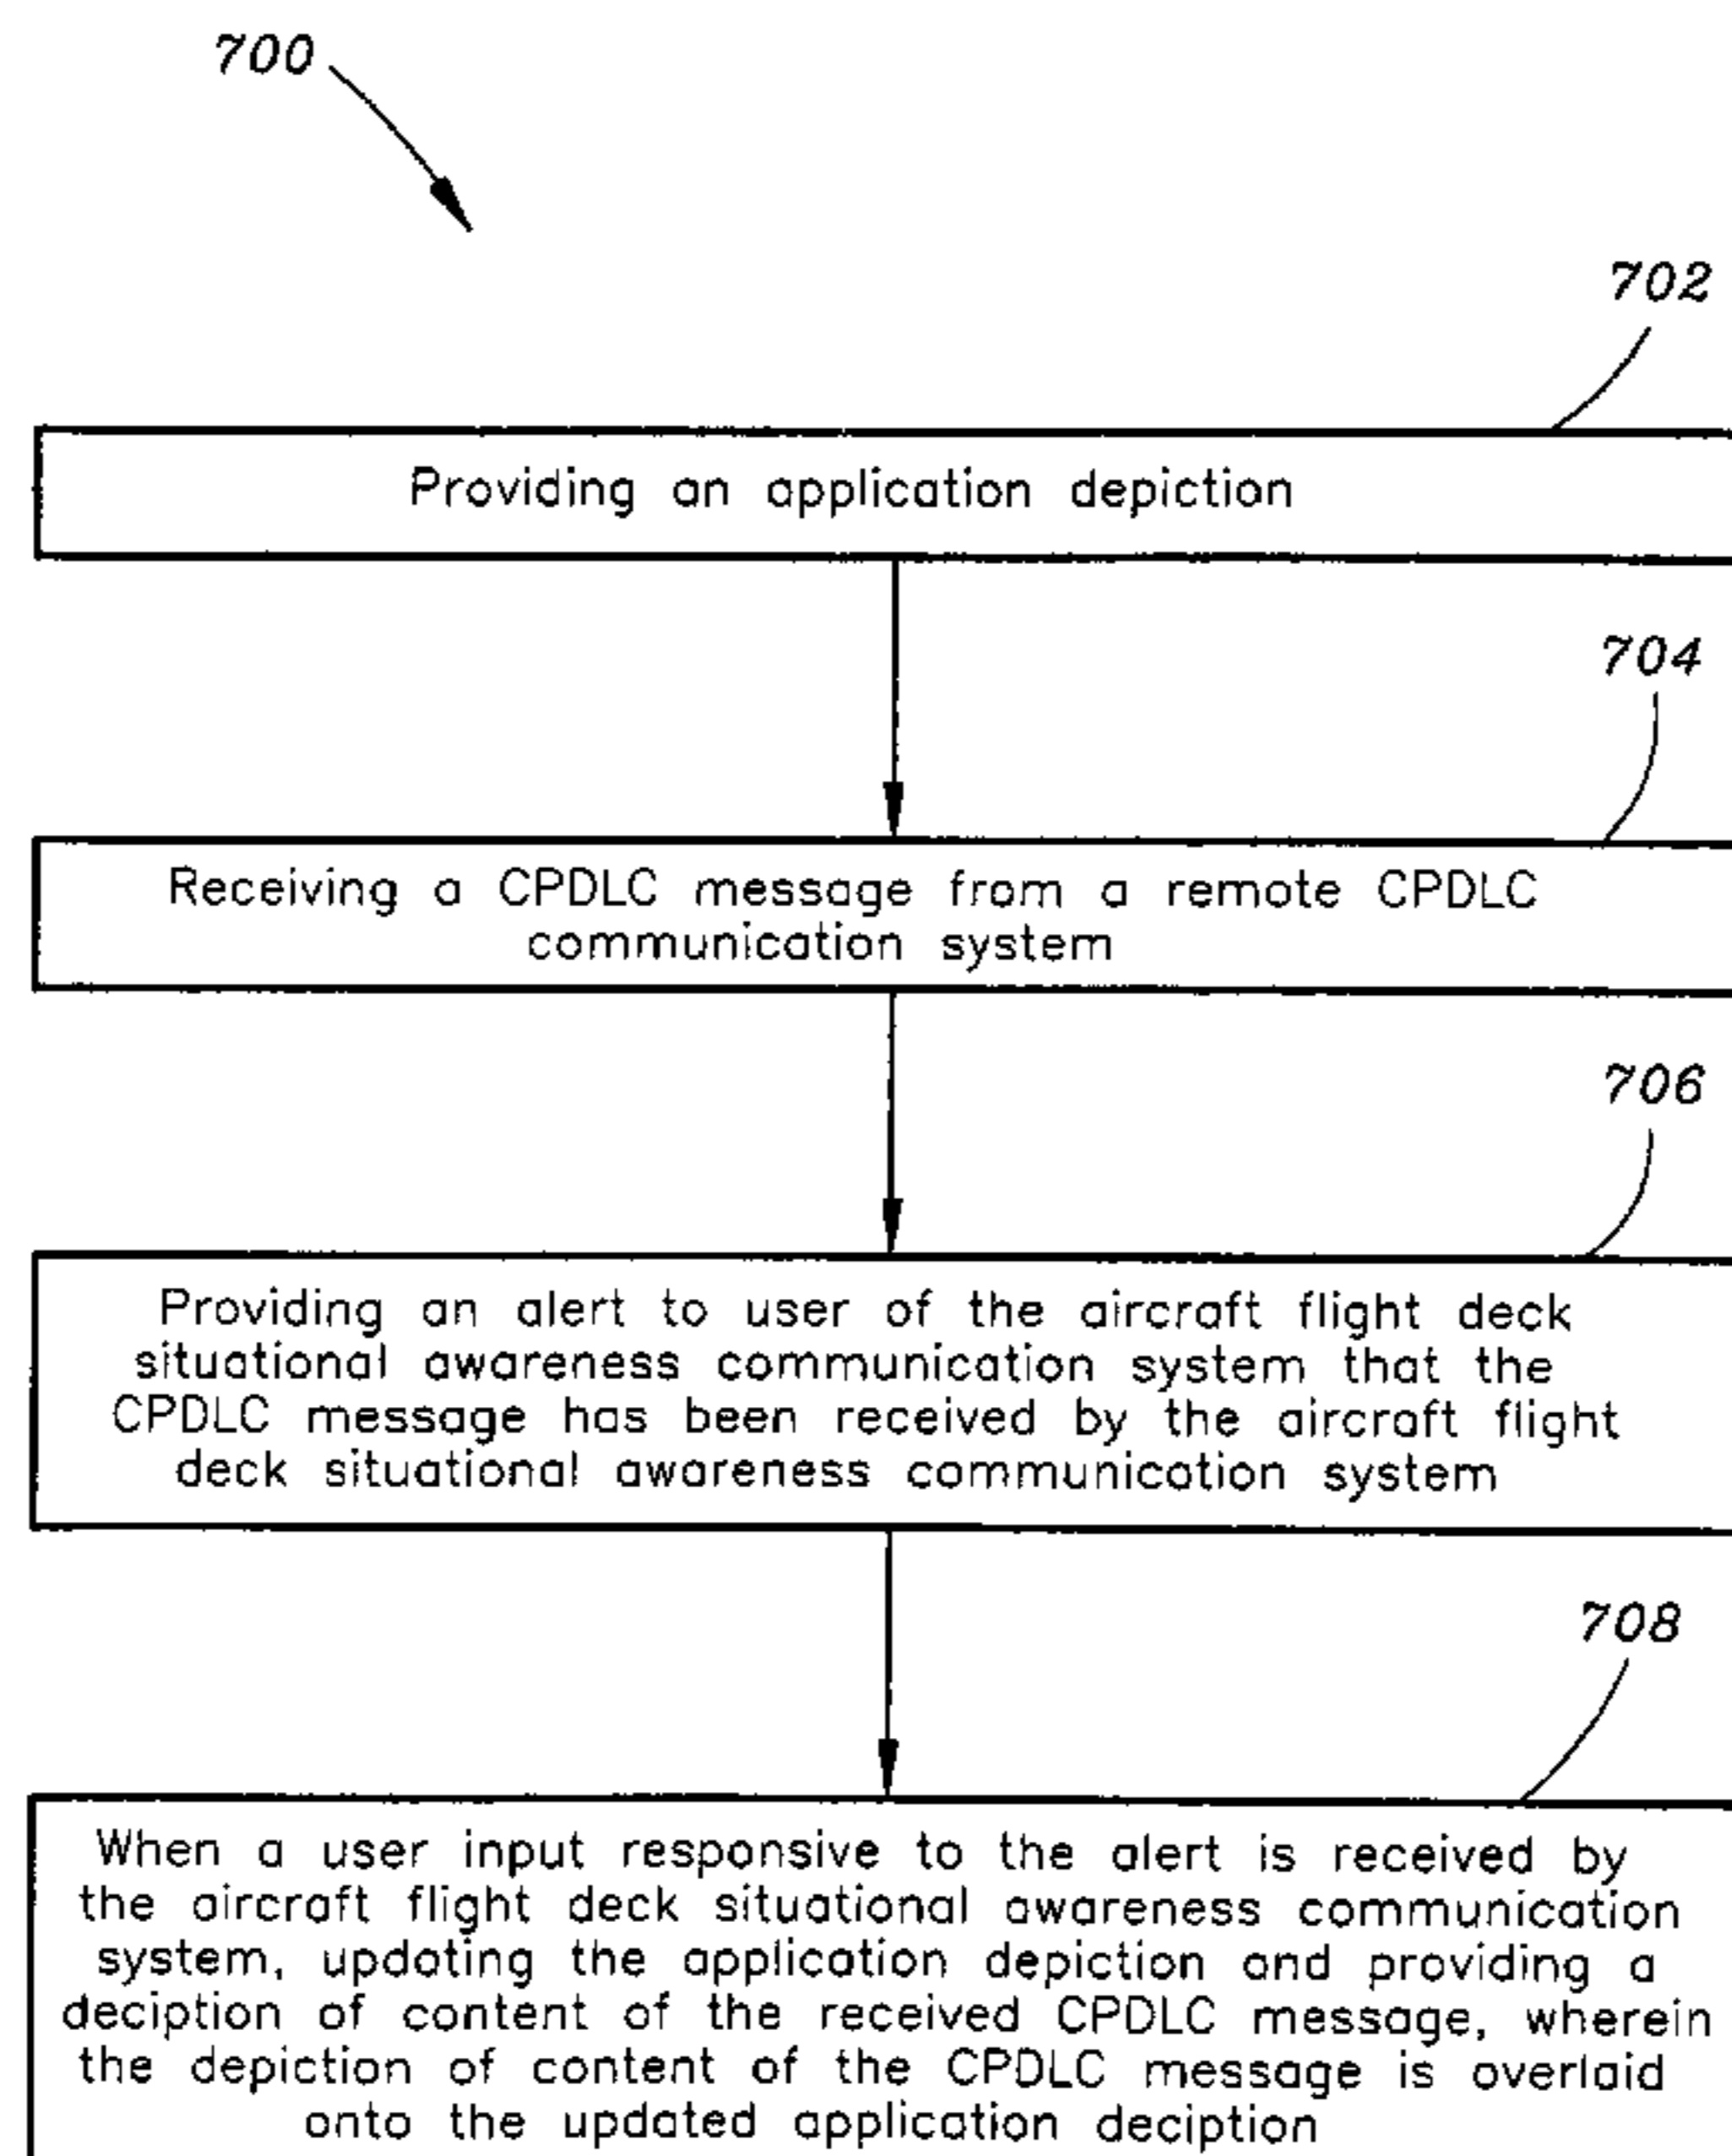 700
702
Providing an application depiction
704
Receiving a CPDLC message from a remote CPDLC
communication system
706
Providing an alert to user of the aircraft flight deck
situational awareness communication system that the
CPDLC message has been received by the aircraft flight
deck situational awareness communication system
708
When a user input responsive to the alert is received by
the aircraft flight deck situational awareness communication
system, updating the application depiction and providing a
deciption of content of the received CPDLC message, wherein
the depiction of content of the CPDLC message is overlaid
onto the updated application deciption